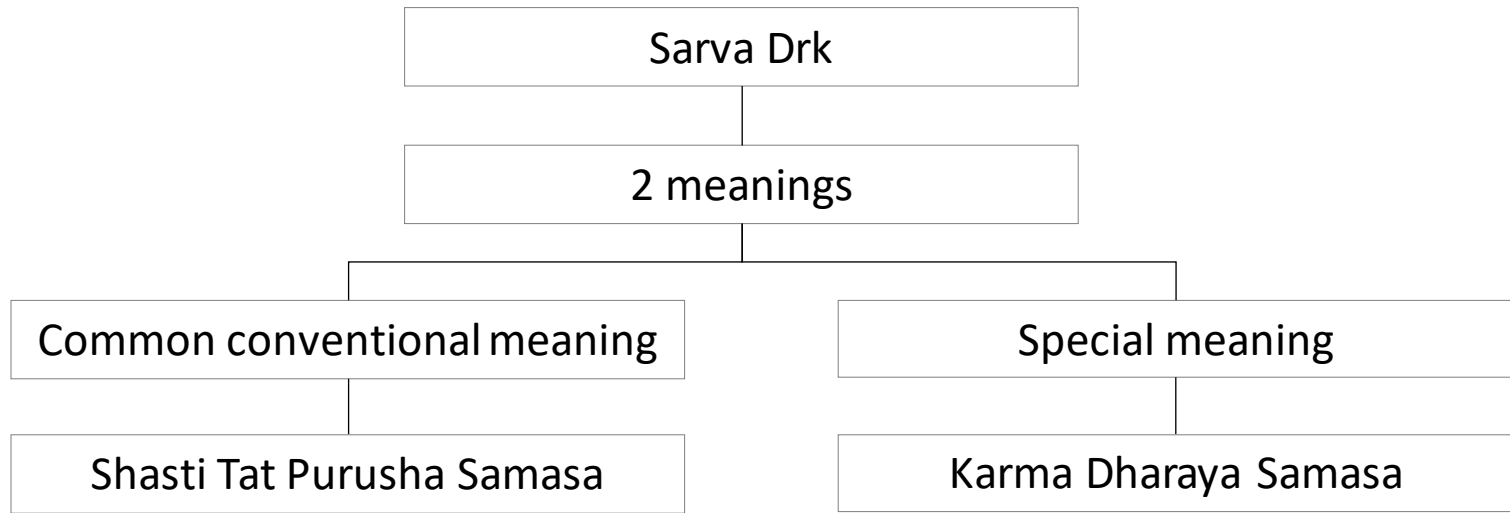 Sarva Drk
2 meanings
Common conventional meaning
Special meaning
Shasti Tat Purusha Samasa
Karma Dharaya Samasa